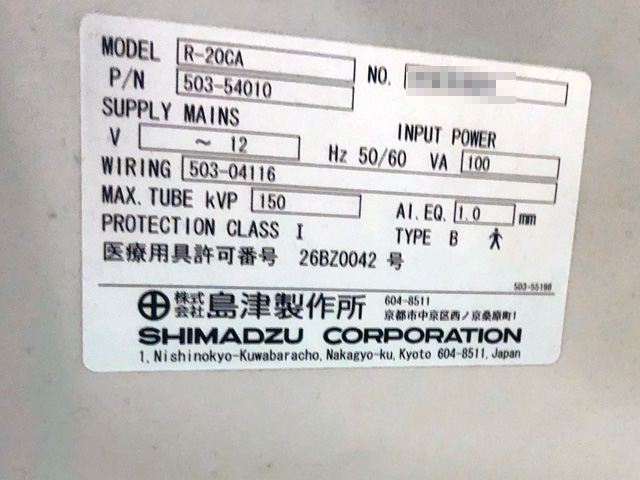 MODEL R-20CA
P/N 503-54010 NO.
SUPPLY MAINS
V ~ 12 Hz 50/60 INPUT POWER VA 100
WIRING 503-04116
MAX. TUBE kVP 150 Al.EQ. 1.0 mm
PROTECTION CLASS I TYPE B
医療用具許可番号 26BZ0042 号
503-55198
株式会社 島津製作所 604-8511
京都市中京区西ノ京桑原町1
SHIMADZU CORPORATION
1, Nishinokyo-Kuwabaracho, Nakagyo-ku, Kyoto 604-8511, Japan